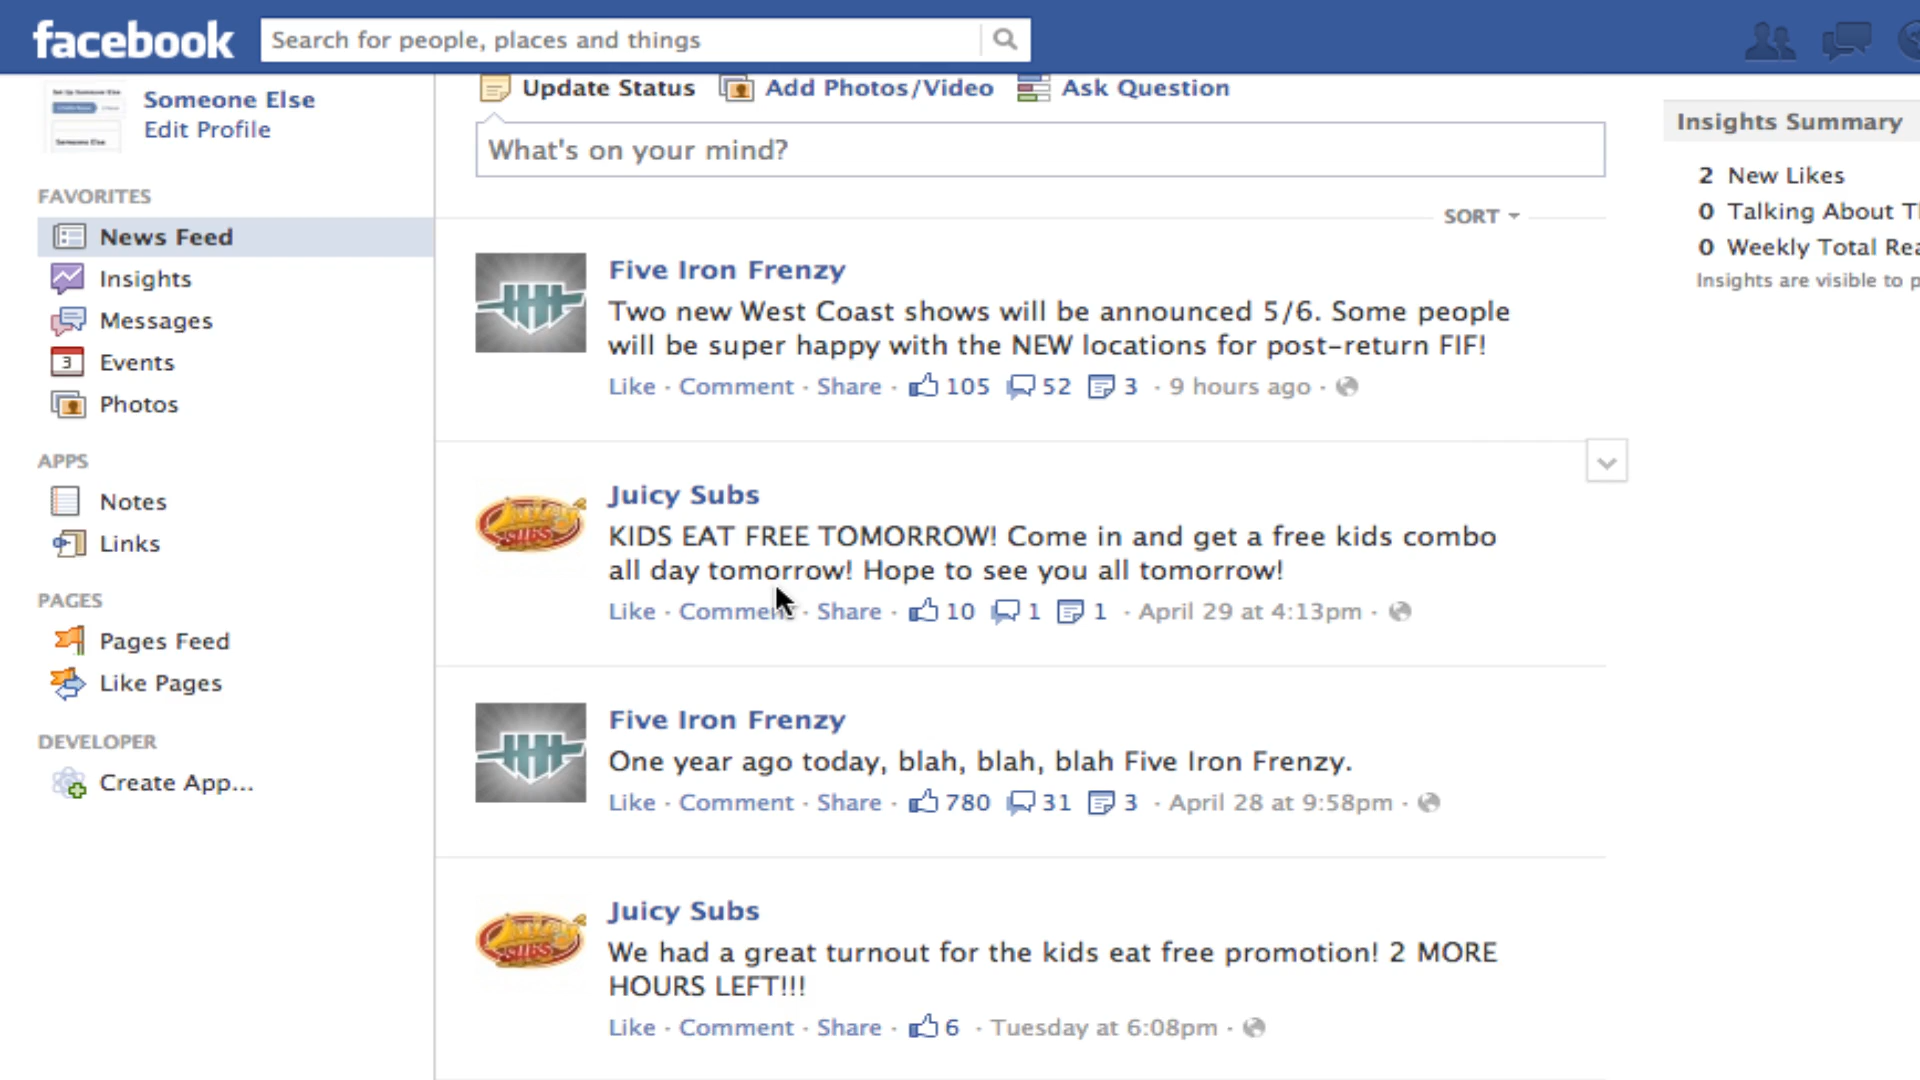 facebook
Search for people, places and things
Someone Else
Edit Profile
FAVORITES
News Feed
Insights
Messages
3
Events
Photos
APPS
Notes
Links
PAGES
Pages Feed
Like Pages
DEVELOPER
Create App...
Update Status Add Photos/Video Ask Question
What's on your mind?
SORT
Five Iron Frenzy
Two new West Coast shows will be announced 5/6. Some people
will be super happy with the NEW locations for post-return FIF!
Like · Comment · Share · 105 52 3 · 9 hours ago ·
Juicy Subs
KIDS EAT FREE TOMORROW! Come in and get a free kids combo
all day tomorrow! Hope to see you all tomorrow!
Like · Comment · Share · 10 1 1 · April 29 at 4:13pm ·
Five Iron Frenzy
One year ago today, blah, blah, blah Five Iron Frenzy.
Like · Comment · Share · 780 31 3 · April 28 at 9:58pm ·
Juicy Subs
We had a great turnout for the kids eat free promotion! 2 MORE
HOURS LEFT!!!
Like · Comment · Share · 6 · Tuesday at 6:08pm ·
Insights Summary
2 New Likes
0 Talking About
0 Weekly Total
Insights are visible to